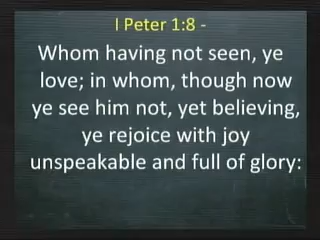 I Peter 1:8 -
Whom having not seen, ye
love; in whom, though now
ye see him not, yet believing,
ye rejoice with joy
unspeakable and full of glory: